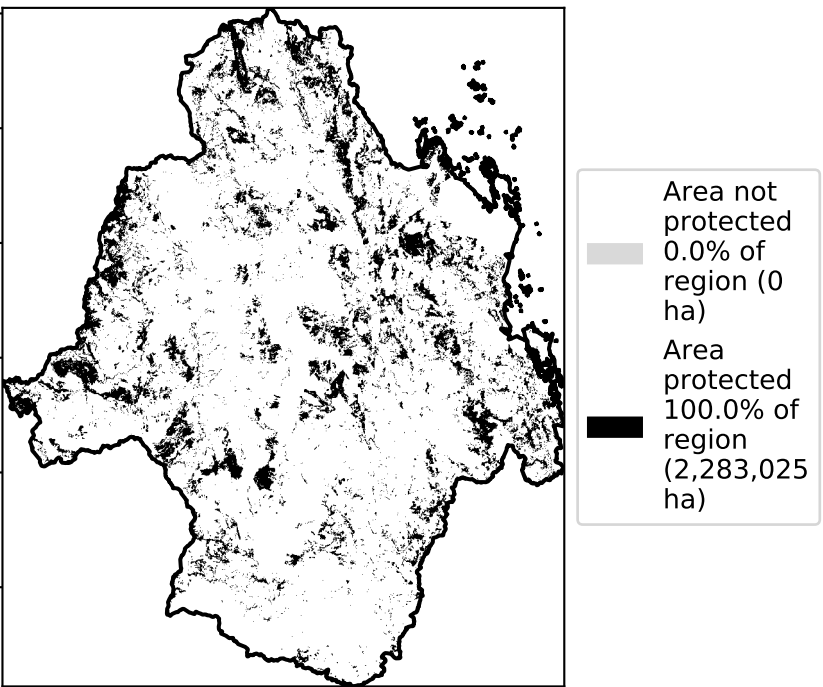 Area not
protected
0.0% of
region (0
ha)
Area
protected
100.0% of
region
(2,283,025
ha)